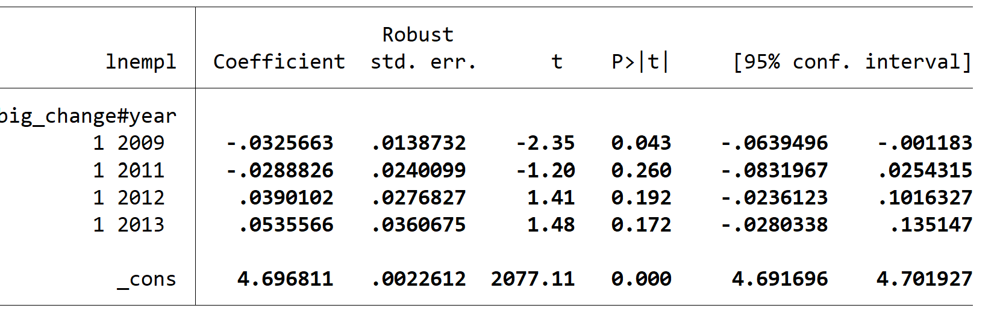 Robust
lnempl Coefficient std. err. t P>|t| [95% conf. interval]
big_change#year
1 2009 -.0325663 .0138732 -2.35 0.043 -.0639496 -.001183
1 2011 -.0288826 .0240099 -1.20 0.260 -.0831967 .0254315
1 2012 .0390102 .0276827 1.41 0.192 -.0236123 .1016327
1 2013 .0535566 .0360675 1.48 0.172 -.0280338 .135147
_cons 4.696811 .0022612 2077.11 0.000 4.691696 4.701927